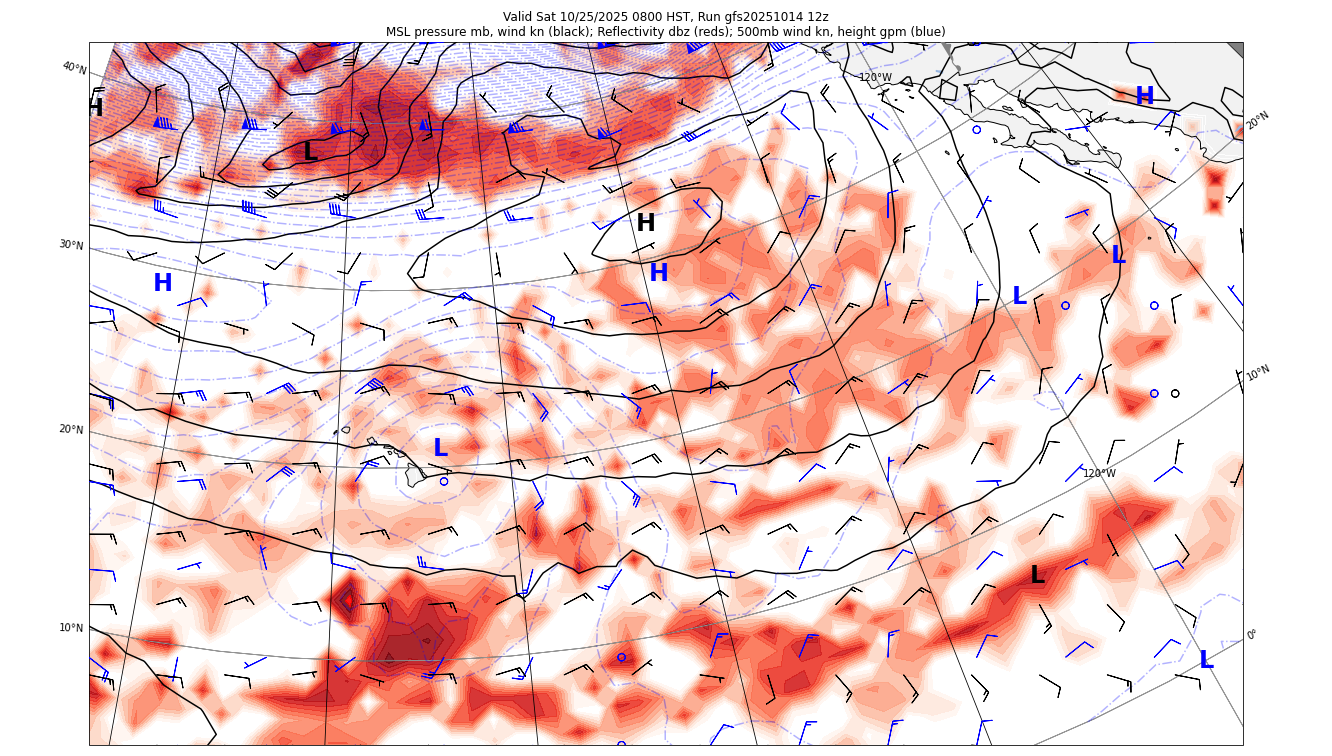 Valid Sat 10/25/2025 0800 HST, Run gfs20251014 12z
MSL pressure mb, wind kn (black); Reflectivity dbz (reds); 500mb wind kn, height gpm (blue)
40°N
120°W
H
H
20°N
L
H
30°N
L
H
H
L
10°N
20°N
L
120°W
L
10°N
0°
L